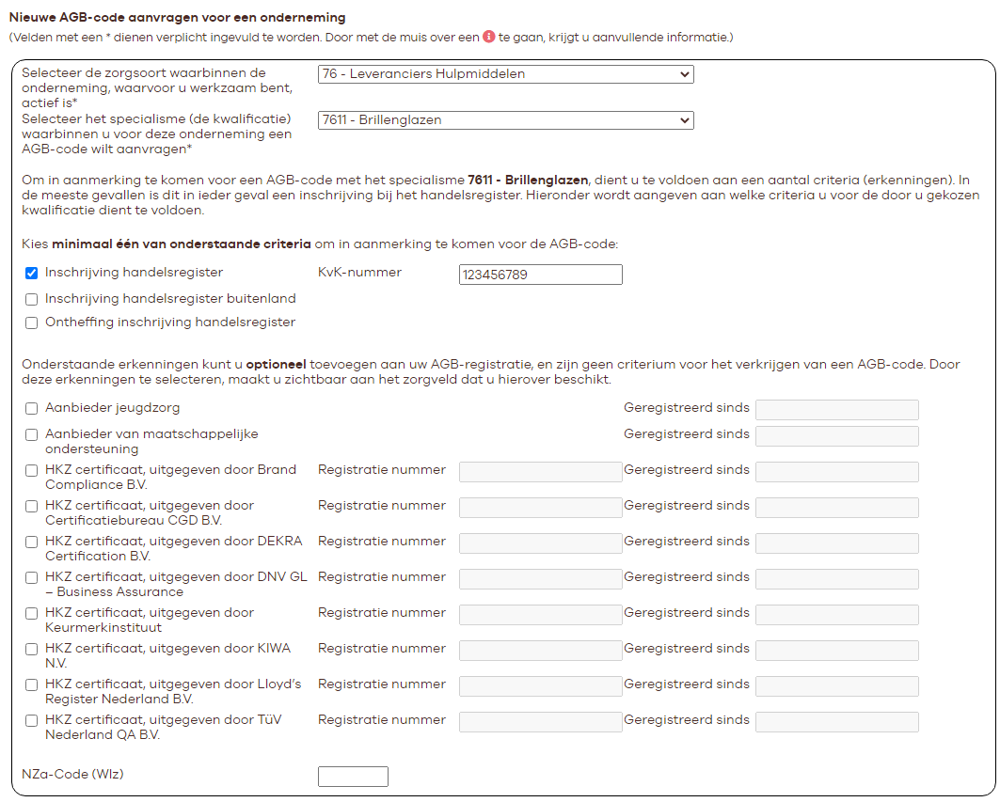 Nieuwe AGB-code aanvragen voor een onderneming
(Velden met een * dienen verplicht ingevuld te worden. Door met de muis over een i te gaan, krijgt u aanvullende informatie.)
Selecteer de zorgsoort waarbinnen de
onderneming, waarvoor u werkzaam bent,
actief is*
76 - Leveranciers Hulpmiddelen
Selecteer het specialisme (de kwalificatie)
waarbinnen u voor deze onderneming een
AGB-code wilt aanvragen*
7611 - Brillenglazen
Om in aanmerking te komen voor een AGB-code met het specialisme 7611 - Brillenglazen, dient u te voldoen aan een aantal criteria (erkenningen). In
de meeste gevallen is dit in ieder geval een inschrijving bij het handelsregister. Hieronder wordt aangeven aan welke criteria u voor de door u gekozen
kwalificatie dient te voldoen.
Kies minimaal één van onderstaande criteria om in aanmerking te komen voor de AGB-code:
Inschrijving handelsregister KvK-nummer 123456789
Inschrijving handelsregister buitenland
Ontheffing inschrijving handelsregister
Onderstaande erkenningen kunt u optioneel toevoegen aan uw AGB-registratie, en zijn geen criterium voor het verkrijgen van een AGB-code. Door
deze erkenningen te selecteren, maakt u zichtbaar aan het zorgveld dat u hierover beschikt.
Aanbieder jeugdzorg Geregistreerd sinds
Aanbieder van maatschappelijke Geregistreerd sinds
ondersteuning
HKZ certificaat, uitgegeven door Brand Registratie nummer Geregistreerd sinds
Compliance B.V.
HKZ certificaat, uitgegeven door Registratie nummer Geregistreerd sinds
Certificatiebureau CGD B.V.
HKZ certificaat, uitgegeven door DEKRA Registratie nummer Geregistreerd sinds
Certification B.V.
HKZ certificaat, uitgegeven door DNV GL Registratie nummer Geregistreerd sinds
– Business Assurance
HKZ certificaat, uitgegeven door Registratie nummer Geregistreerd sinds
Keurmerkinstituut
HKZ certificaat, uitgegeven door KIWA Registratie nummer Geregistreerd sinds
N.V.
HKZ certificaat, uitgegeven door Lloyd's Registratie nummer Geregistreerd sinds
Register Nederland B.V.
HKZ certificaat, uitgegeven door TüV Registratie nummer Geregistreerd sinds
Nederland QA B.V.
NZa-Code (Wlz)